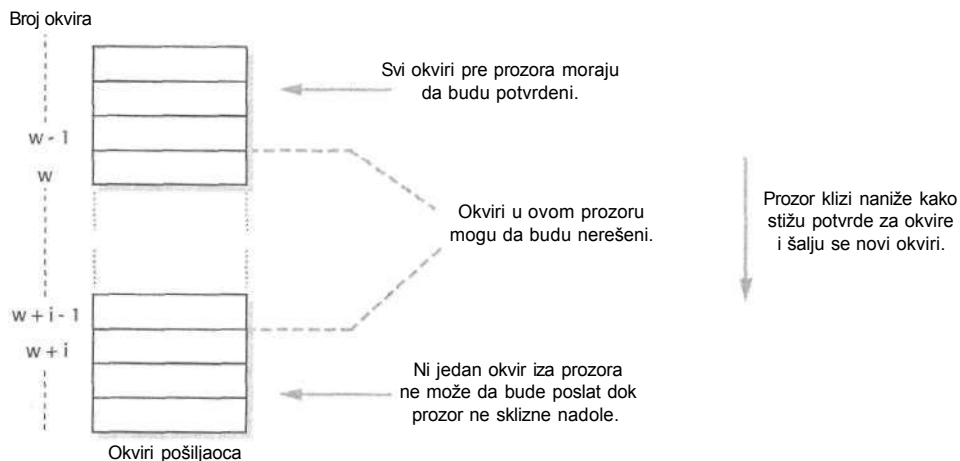 Broj okvira
Svi okviri pre prozora moraju
da budu potvrdeni.
w - 1
w
Okviri u ovom prozoru
mogu da budu nerešeni.
Prozor klizi naniže kako
stižu potvrde za okvire
i šalju se novi okviri.
w + i - 1
w + i
Ni jedan okvir iza prozora
ne može da bude poslat dok
prozor ne sklizne nadole.
Okviri pošiljaoca